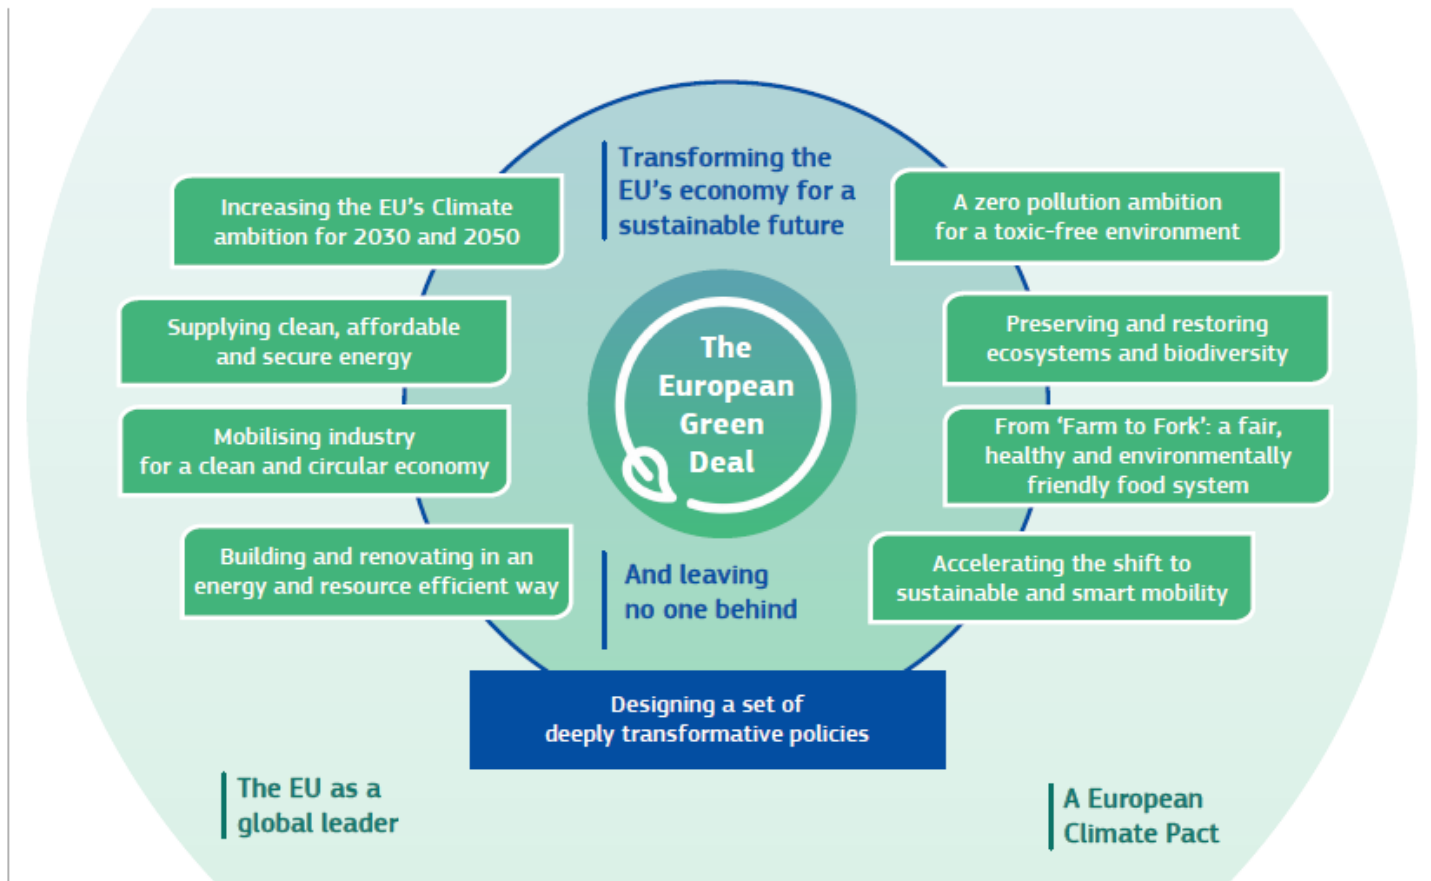 Transforming the
EU's economy for a
sustainable future
Increasing the EU's Climate
ambition for 2030 and 2050
Supplying clean, affordable
and secure energy
Mobilising industry
for a clean and circular economy
Building and renovating in an
energy and resource efficient way
The
European
Green
Deal
A zero pollution ambition
for a toxic-free environment
Preserving and restoring
ecosystems and biodiversity
From ‘Farm to Fork’: a fair,
healthy and environmentally
friendly food system
Accelerating the shift to
sustainable and smart mobility
And leaving
no one behind
Designing a set of
deeply transformative policies
The EU as a
global leader
A European
Climate Pact